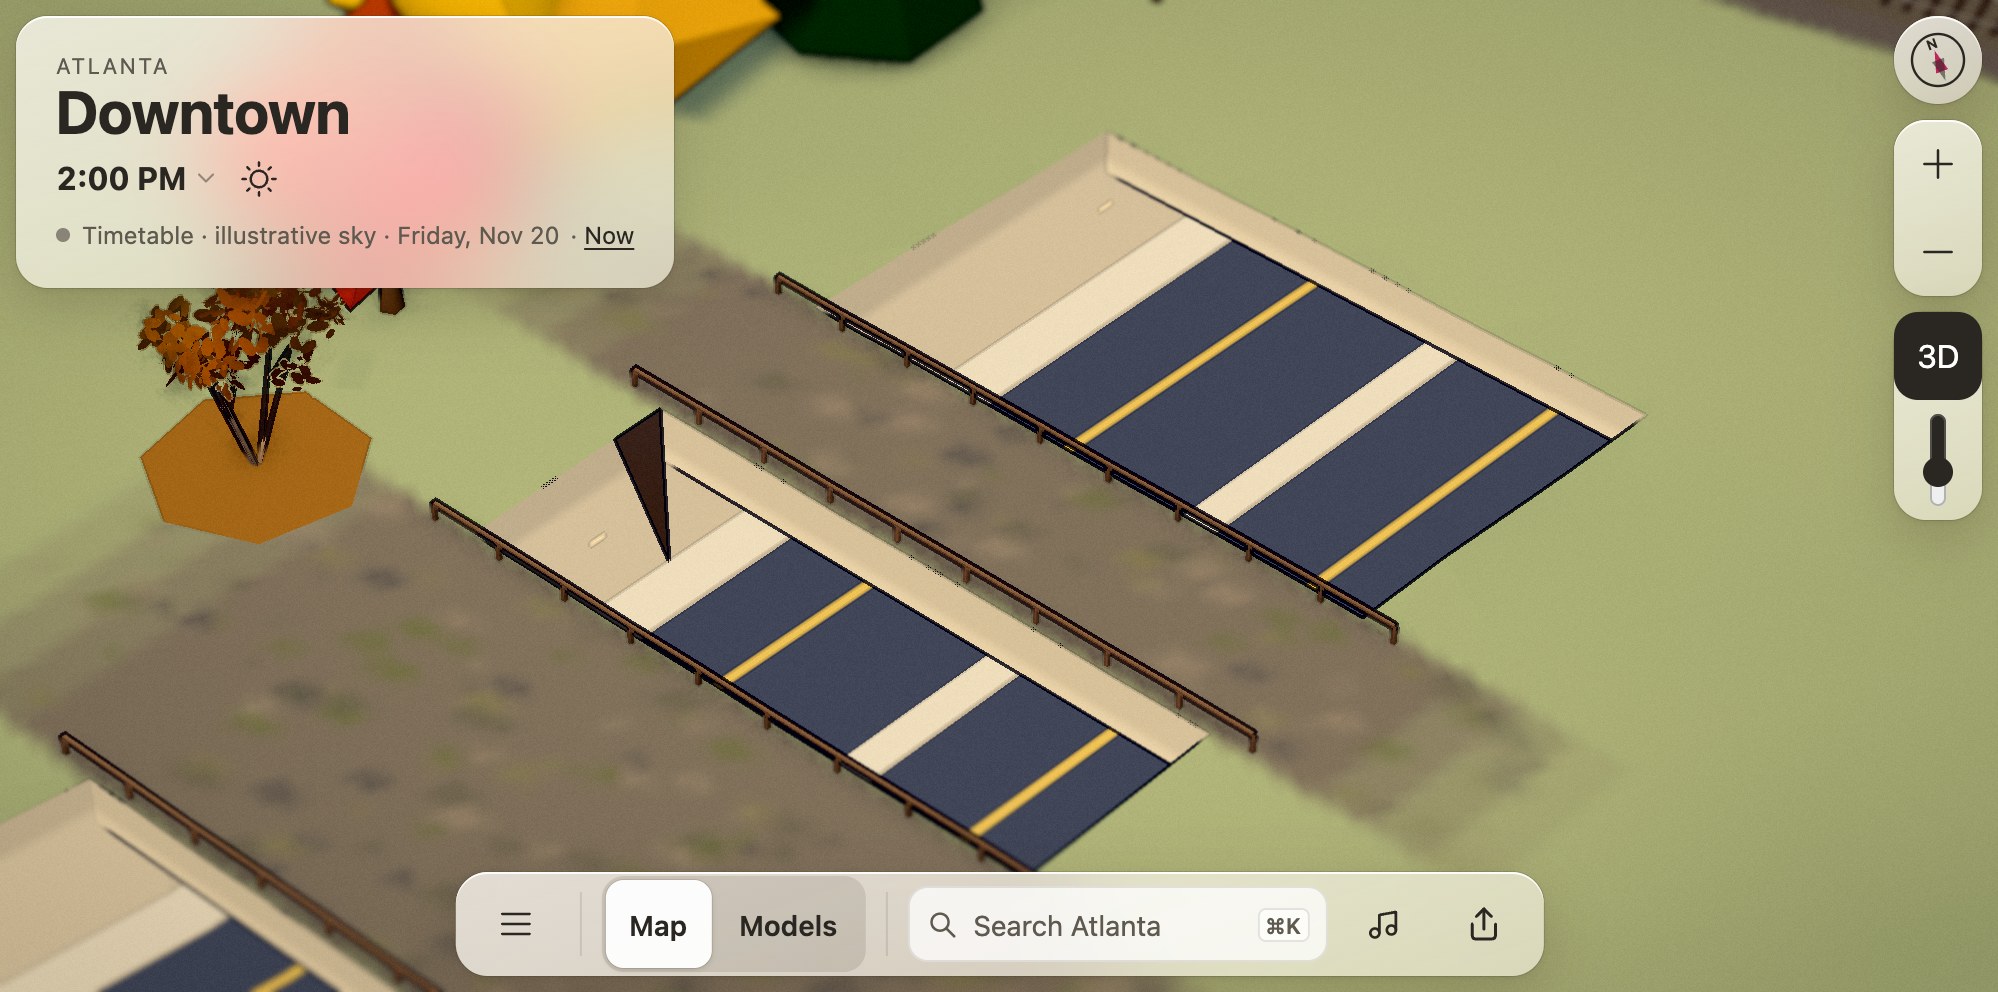 ATLANTA
Downtown
2:00 PM
Timetable · illustrative sky · Friday, Nov 20 · Now
N
3D
Map
Models
Search Atlanta
⌘K